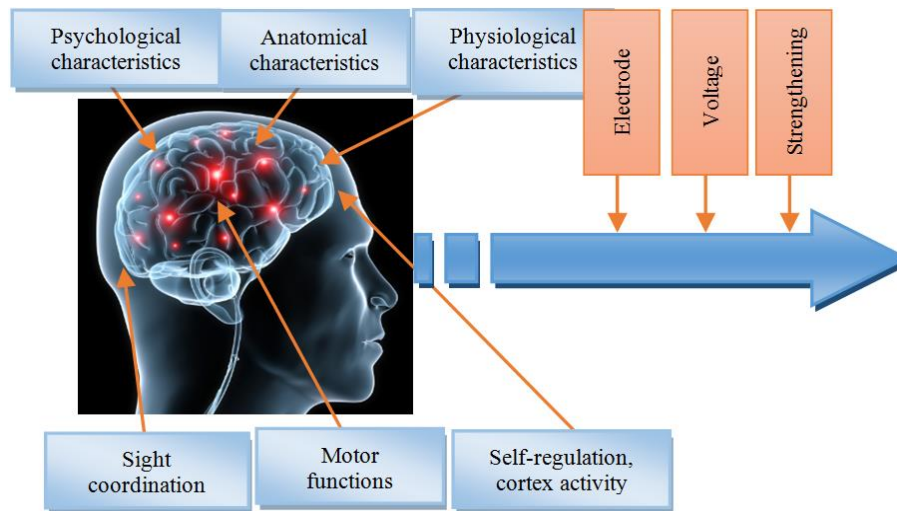 Psychological
characteristics
Anatomical
characteristics
Physiological
characteristics
Electrode
Voltage
Strengthening
Sight
coordination
Motor
functions
Self-regulation,
cortex activity